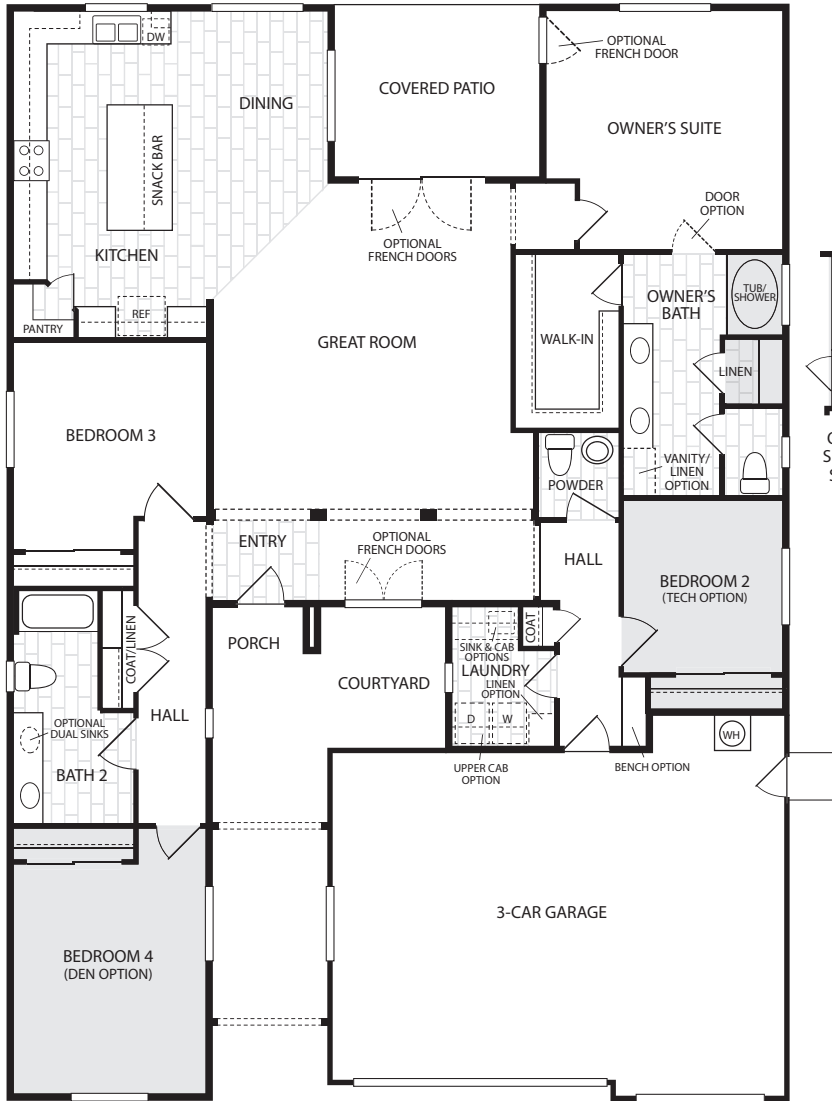 DW
OPTIONAL
FRENCH DOOR
COVERED PATIO
DINING
OWNER'S SUITE
SNACK BAR
DOOR
OPTION
OPTIONAL
FRENCH DOORS
KITCHEN
TUB/
SHOWER
OWNER'S
BATH
REF
PANTRY
GREAT ROOM
WALK-IN
LINEN
BEDROOM 3
VANITY/
LINEN
OPTION
POWDER
ENTRY
OPTIONAL
FRENCH DOORS
HALL
BEDROOM 2
(TECH OPTION)
PORCH
COAT/LINEN
COAT
SINK & CAB
OPTIONS
LAUNDRY
LINEN
OPTION
COURTYARD
HALL
OPTIONAL
DUAL SINKS
D
W
WH
BATH 2
UPPER CAB
OPTION
BENCH OPTION
3-CAR GARAGE
BEDROOM 4
(DEN OPTION)